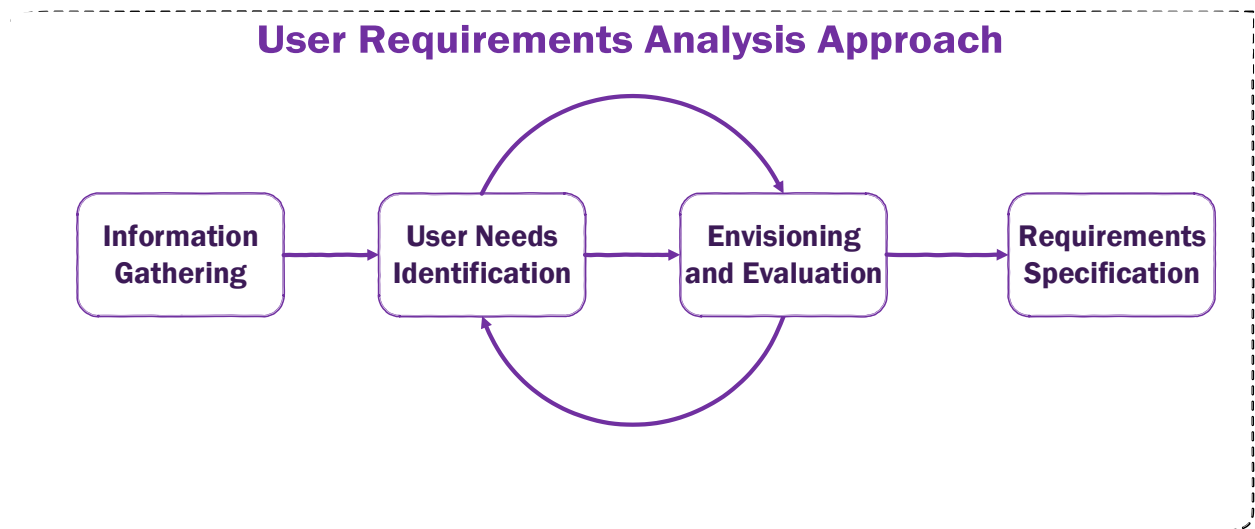 User Requirements Analysis Approach
Information
Gathering
User Needs
Identification
Envisioning
and Evaluation
Requirements
Specification